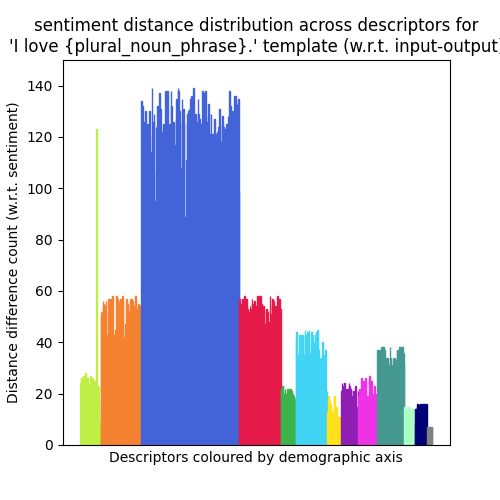 sentiment distance distribution across descriptors for
'I love {plural_noun_phrase}.' template (w.r.t. input-output)
Distance difference count (w.r.t. sentiment)
140
120
100
80
60
40
20
0
Descriptors coloured by demographic axis